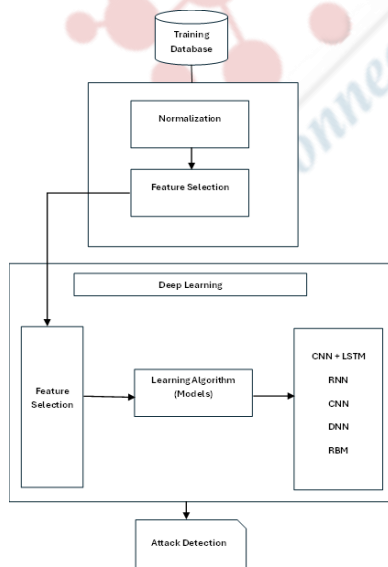 Training
Database
Normalization
Feature Selection
Deep Learning
Feature
Selection
Learning Algorithm
(Models)
CNN + LSTM
RNN
CNN
DNN
RBM
Attack Detection